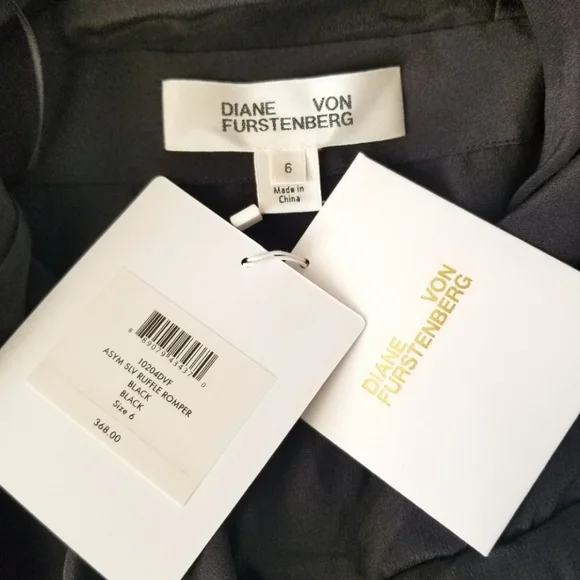 DIANE VON
FURSTENBERG
6
Made in
China
10204DVF
ASYM SLV RUFFLE ROMPER
BLACK
BLACK
Size 6
368.00
DIANE VON
FURSTENBERG